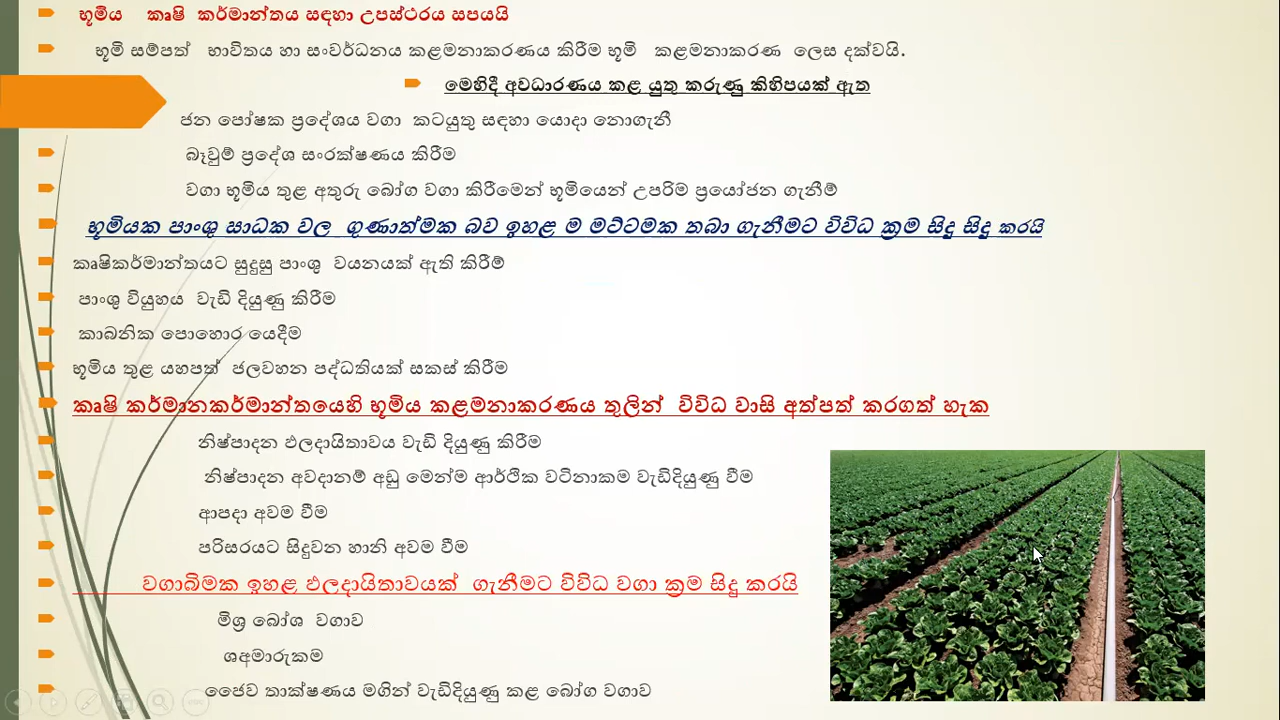 භූමිය කෘෂි කර්මාන්තය සඳහා උපස්ථරය සපයයි
භූමි සම්පත් භාවිතය හා සංවර්ධනය කළමනාකරණය කිරීම භූමි කළමනාකරණ ලෙස දක්වයි.
මෙහිදී අවධාරණය කළ යුතු කරුණු කිහිපයක් ඇත
ජන පෝෂක ප්‍රදේශය වගා කටයුතු සඳහා යොදා නොගැනී
බෑවුම් ප්‍රදේශ සංරක්ෂණය කිරීම
වගා භූමිය තුළ අතුරු බෝග වගා කිරීමෙන් භූමියෙන් උපරිම ප්‍රයෝජන ගැනීම්
භූමියක පාංශු සාධක වල ගුණාත්මක බව ඉහළ ම මට්ටමක තබා ගැනීමට විවිධ ක්‍රම සිදු සිදු කරයි
කෘෂිකර්මාන්තයට සුදුසු පාංශු වයනයක් ඇති කිරීම්
පාංශු ව්යුහය වැඩි දියුණු කිරීම
කාබනික පොහොර යෙදීම
භූමිය තුළ යහපත් ජලවහන පද්ධතියක් සකස් කිරීම
කෘෂි කර්මානකර්මාන්තයෙහි භූමිය කළමනාකරණය තුලින් විවිධ වාසි අත්පත් කරගත් හැක
නිෂ්පාදන ඵලදායිතාවය වැඩි දියුණු කිරීම
නිෂ්පාදන අවදානම් අඩු මෙන්ම ආර්ථික වටිනාකම වැඩිදියුණු වීම
ආපදා අවම වීම
පරිසරයට සිදුවන හානි අවම වීම
වගාබිමක ඉහළ ඵලදායිතාවයක් ගැනීමට විවිධ වගා ක්‍රම සිදු කරයි
මිශ්‍ර බෝශ වගාව
ශඅමාරුකම
ජෛව තාක්ෂණය මගින් වැඩිදියුණු කළ බෝග වගාව